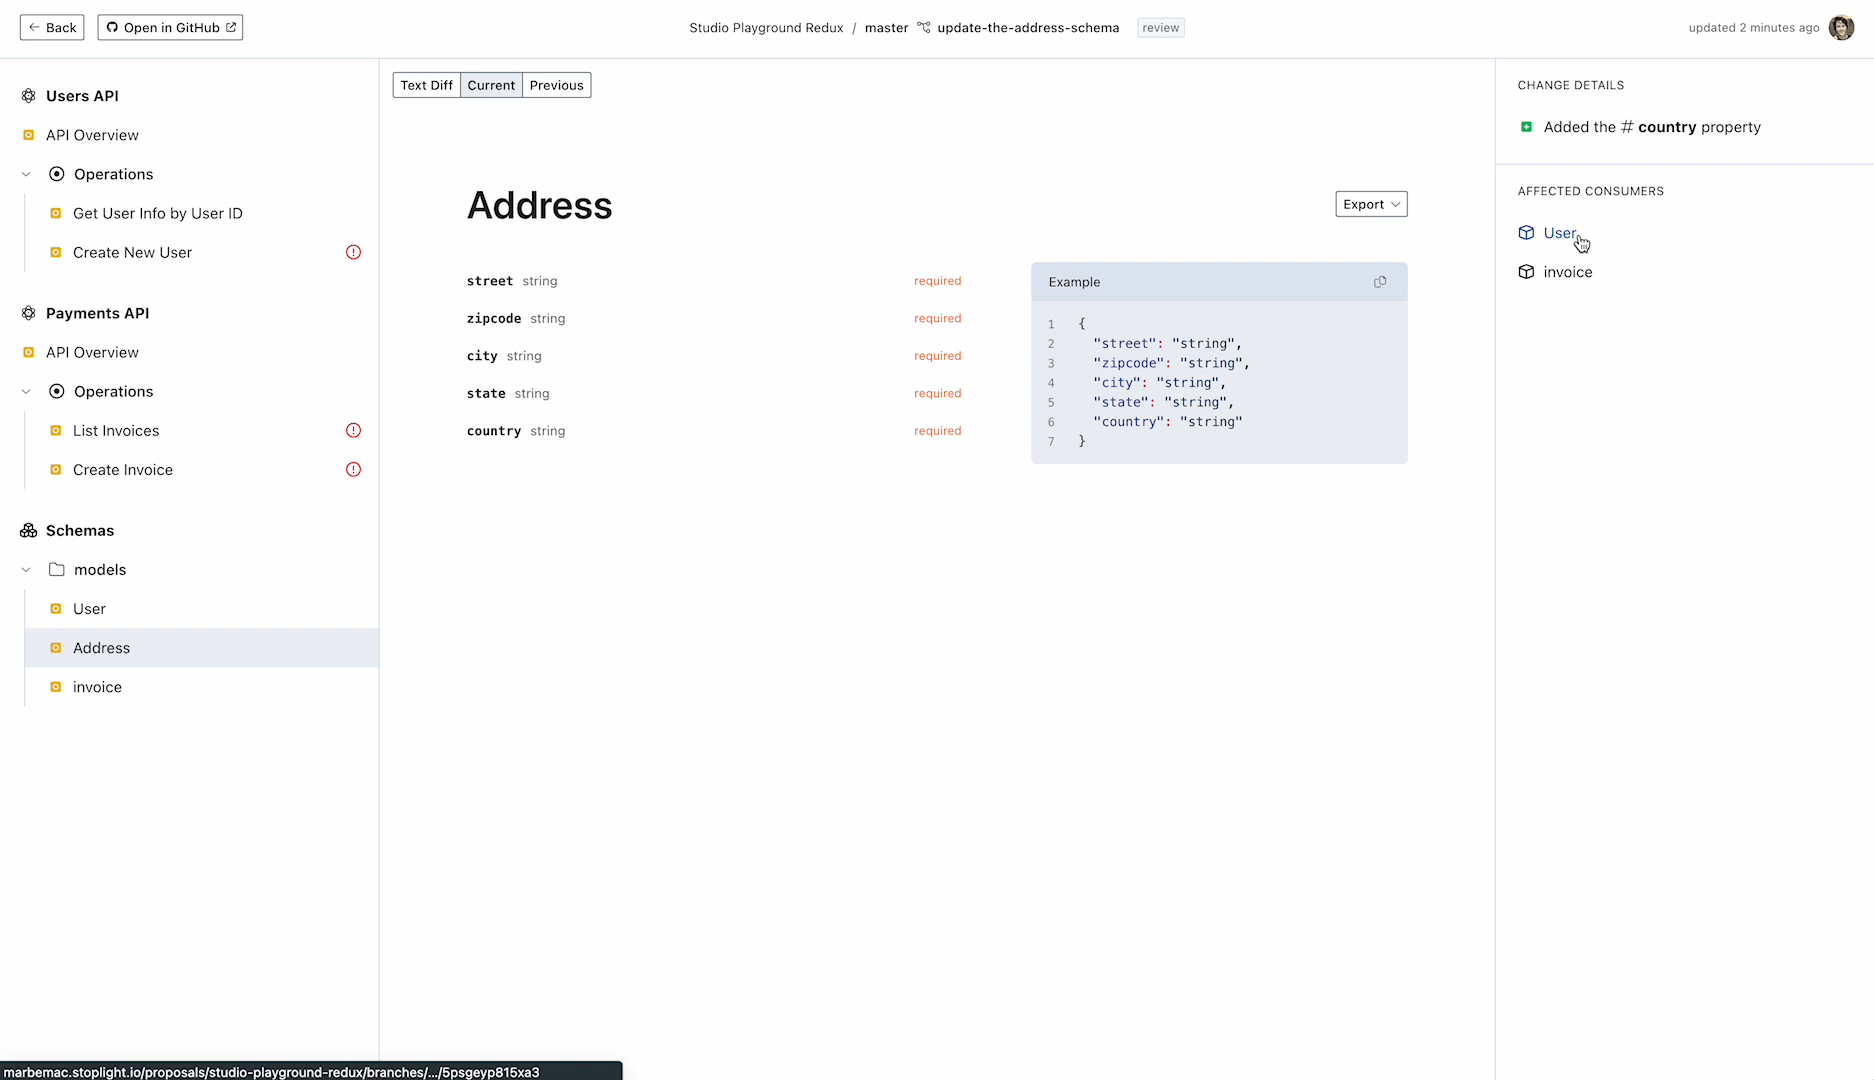 Back
Open in GitHub
Studio Playground Redux / master update-the-address-schema review
updated 2 minutes ago
Users API
API Overview
Operations
Get User Info by User ID
Create New User
Payments API
API Overview
Operations
List Invoices
Create Invoice
Schemas
models
User
Address
invoice
Text Diff Current Previous
Address
Export
street string required
zipcode string required
city string required
state string required
country string required
Example
1 {
2 "street": "string",
3 "zipcode": "string",
4 "city": "string",
5 "state": "string",
6 "country": "string"
7 }
CHANGE DETAILS
Added the # country property
AFFECTED CONSUMERS
User
invoice
marbemac.stoplight.io/proposals/studio-playground-redux/branches/.../5psgeyp815xa3